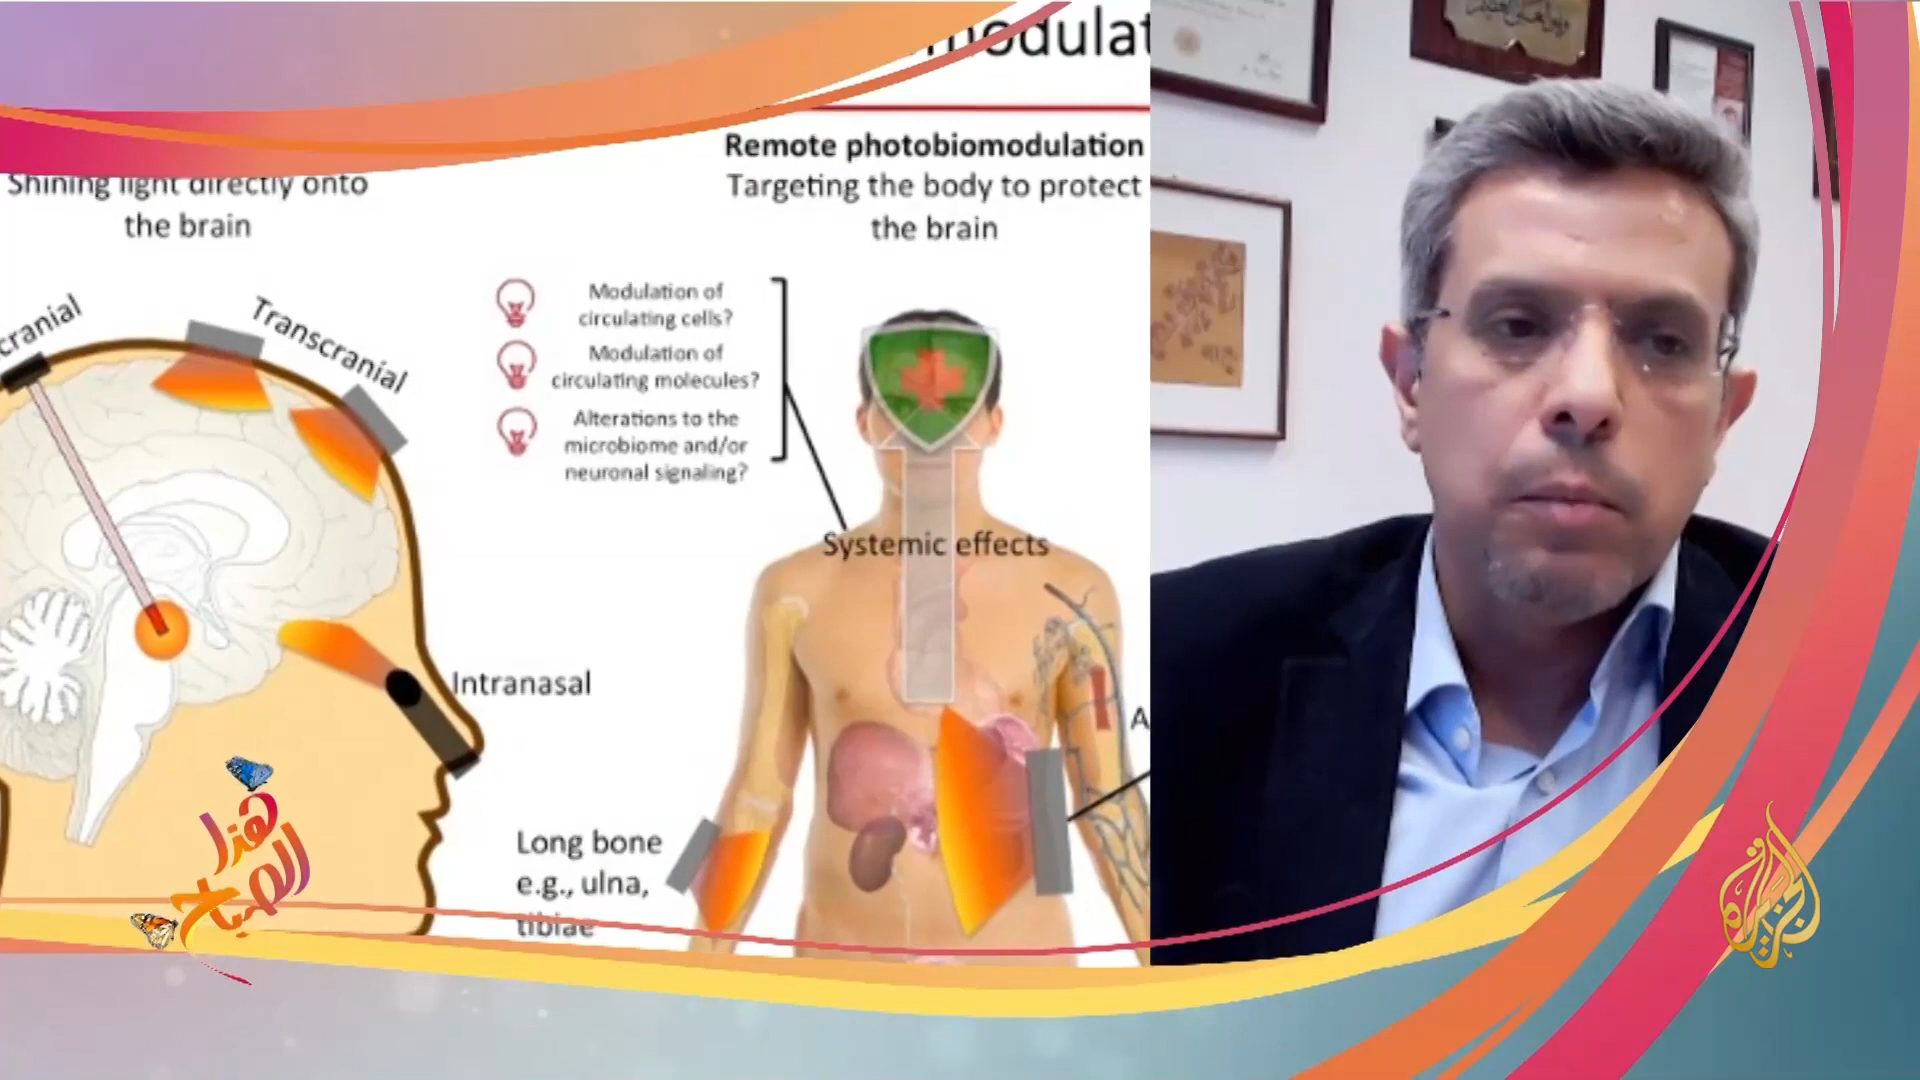 modulat
Remote photobiomodulation
Targeting the body to protect
the brain
Shining light directly onto
the brain
cranial
Transcranial
Intranasal
Modulation of
circulating cells?
Modulation of
circulating molecules?
Alterations to the
microbiome and/or
neuronal signaling?
Systemic effects
A
Long bone
e.g., ulna,
tibiae
هذا
الصباح
الجزيرة